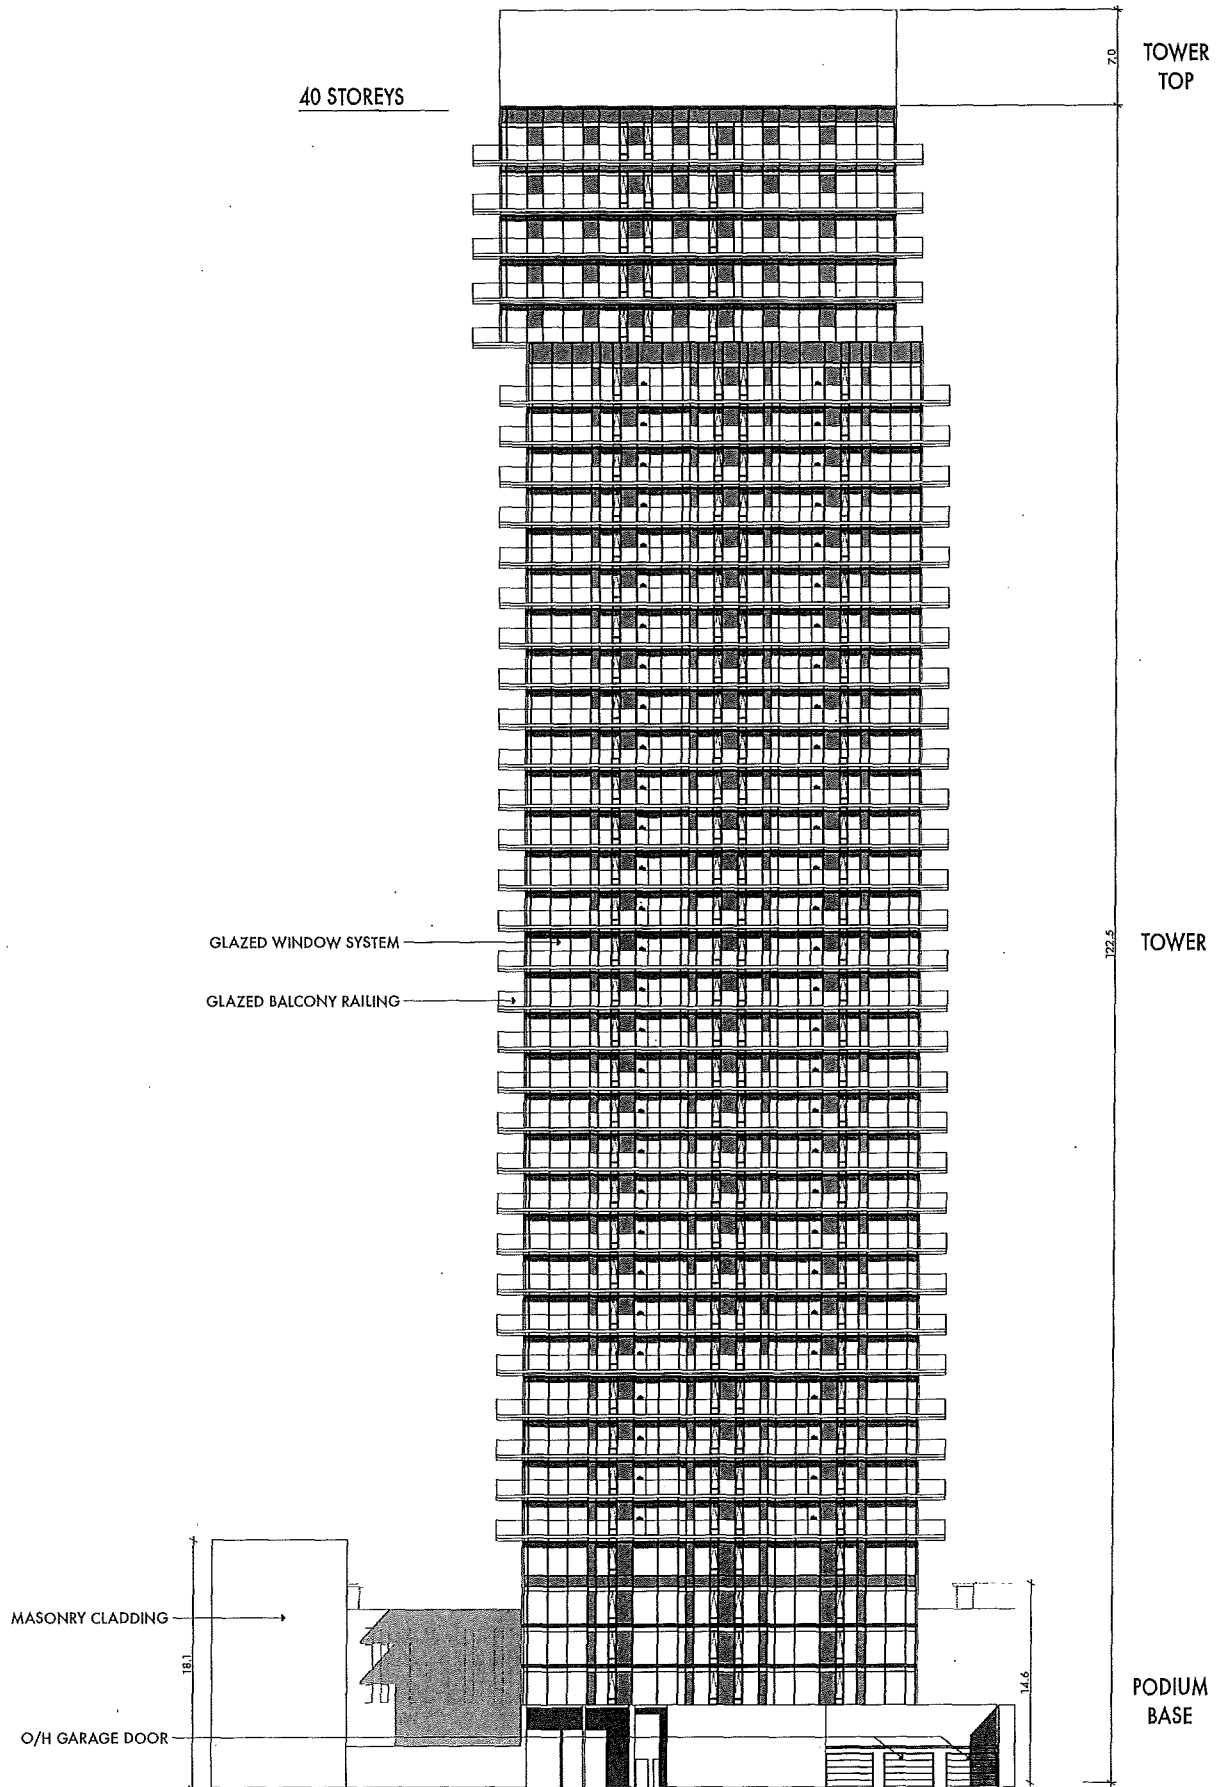 7.0
TOWER
TOP
40 STOREYS
GLAZED WINDOW SYSTEM
122.5
TOWER
GLAZED BALCONY RAILING
MASONRY CLADDING
18.1
14.6
PODIUM
BASE
O/H GARAGE DOOR